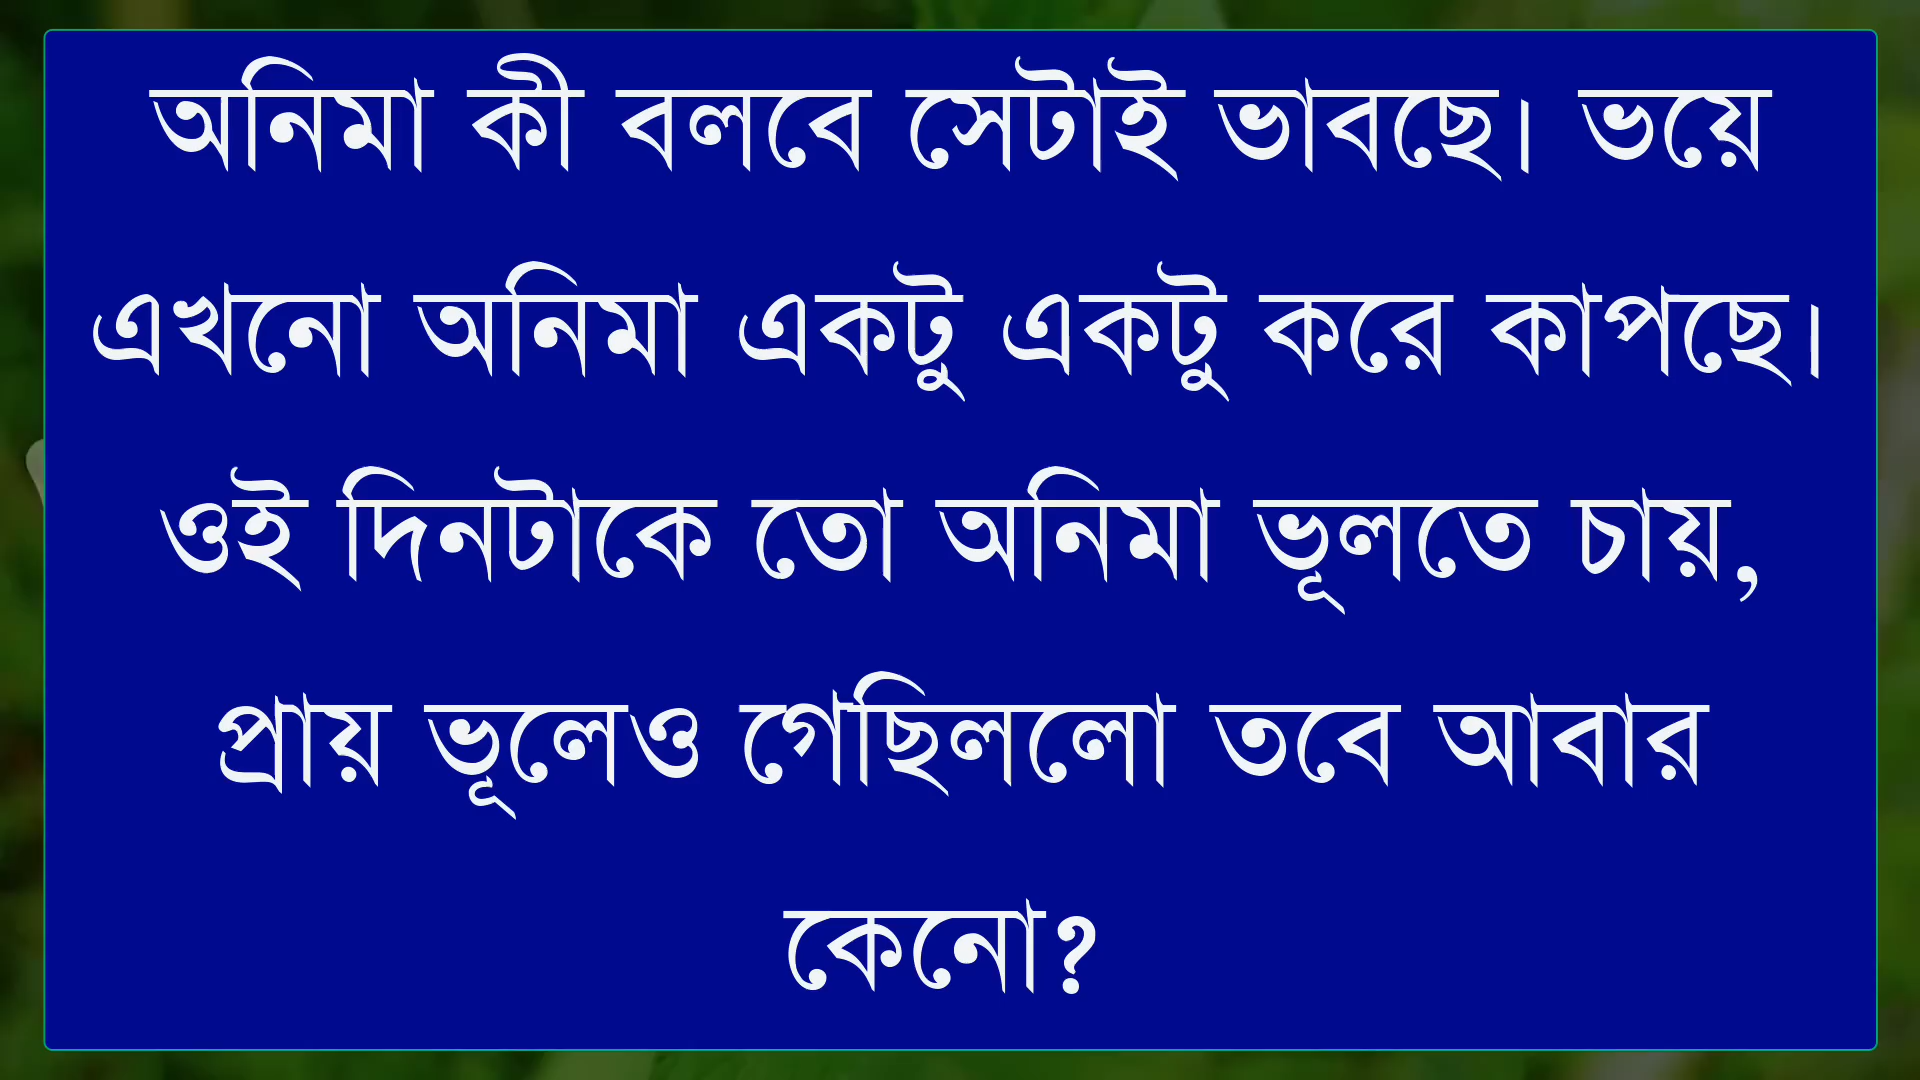 অনিমা কী বলবে সেটাই ভাবছে। ভয়ে
এখনো অনিমা একটু একটু করে কাপছে।
ওই দিনটাকে তো অনিমা ভূলতে চায়,
প্রায় ভূলেও গেছিললো তবে আবার
কেনো?